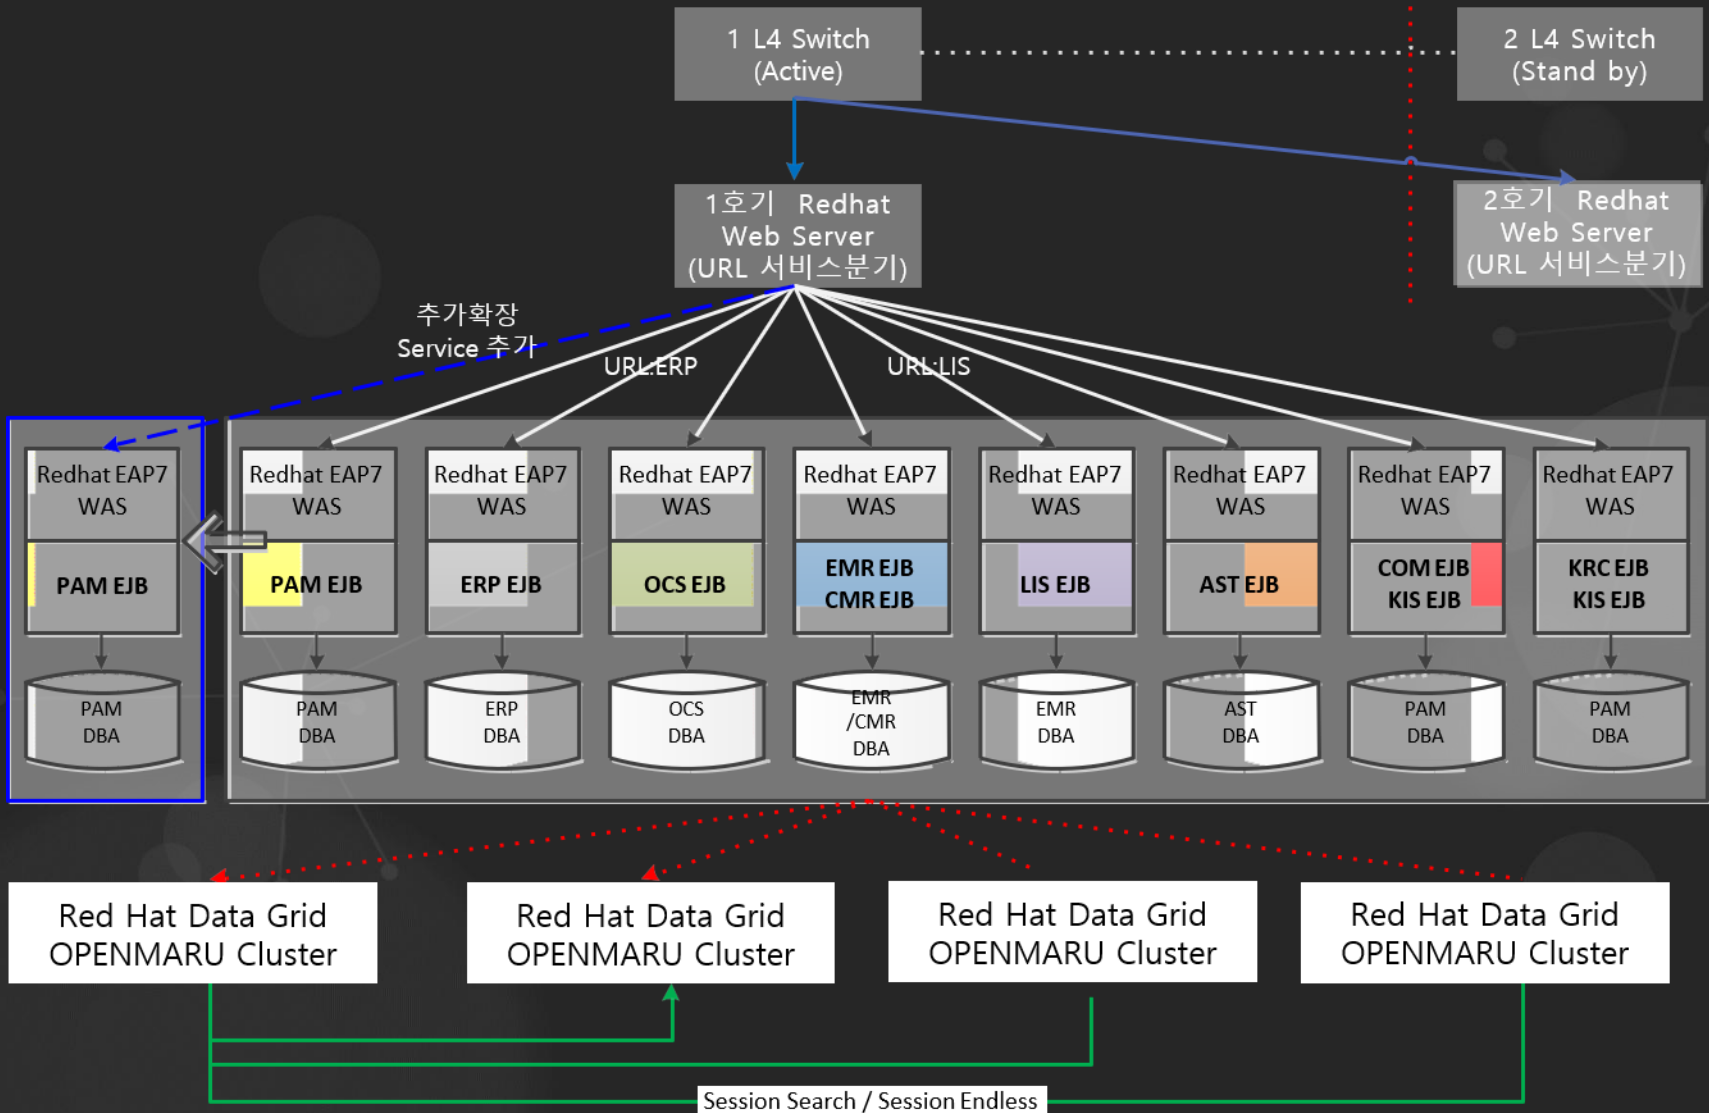 1 L4 Switch
(Active)
2 L4 Switch
(Stand by)
1호기 Redhat
Web Server
(URL 서비스분기)
2호기 Redhat
Web Server
(URL 서비스분기)
추가확장
Service 추가
URL:ERP
URL:LIS
Redhat EAP7
WAS
PAM EJB
PAM
DBA
Redhat EAP7
WAS
PAM EJB
PAM
DBA
Redhat EAP7
WAS
ERP EJB
ERP
DBA
Redhat EAP7
WAS
OCS EJB
OCS
DBA
Redhat EAP7
WAS
EMR EJB
CMR EJB
EMR
/CMR
DBA
Redhat EAP7
WAS
LIS EJB
EMR
DBA
Redhat EAP7
WAS
AST EJB
AST
DBA
Redhat EAP7
WAS
COM EJB
KIS EJB
PAM
DBA
Redhat EAP7
WAS
KRC EJB
KIS EJB
PAM
DBA
Red Hat Data Grid
OPENMARU Cluster
Red Hat Data Grid
OPENMARU Cluster
Red Hat Data Grid
OPENMARU Cluster
Red Hat Data Grid
OPENMARU Cluster
Session Search / Session Endless